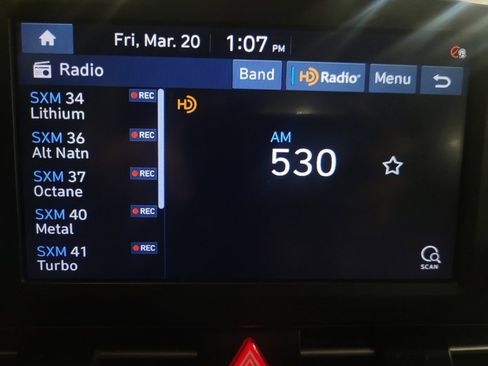 Fri, Mar. 20 1:07 PM
Radio Band HD Radio Menu
SXM 34 REC
Lithium
HD
SXM 36 REC
Alt Natn
AM
530
SXM 37 REC
Octane
SXM 40 REC
Metal
SXM 41 REC
Turbo
SCAN